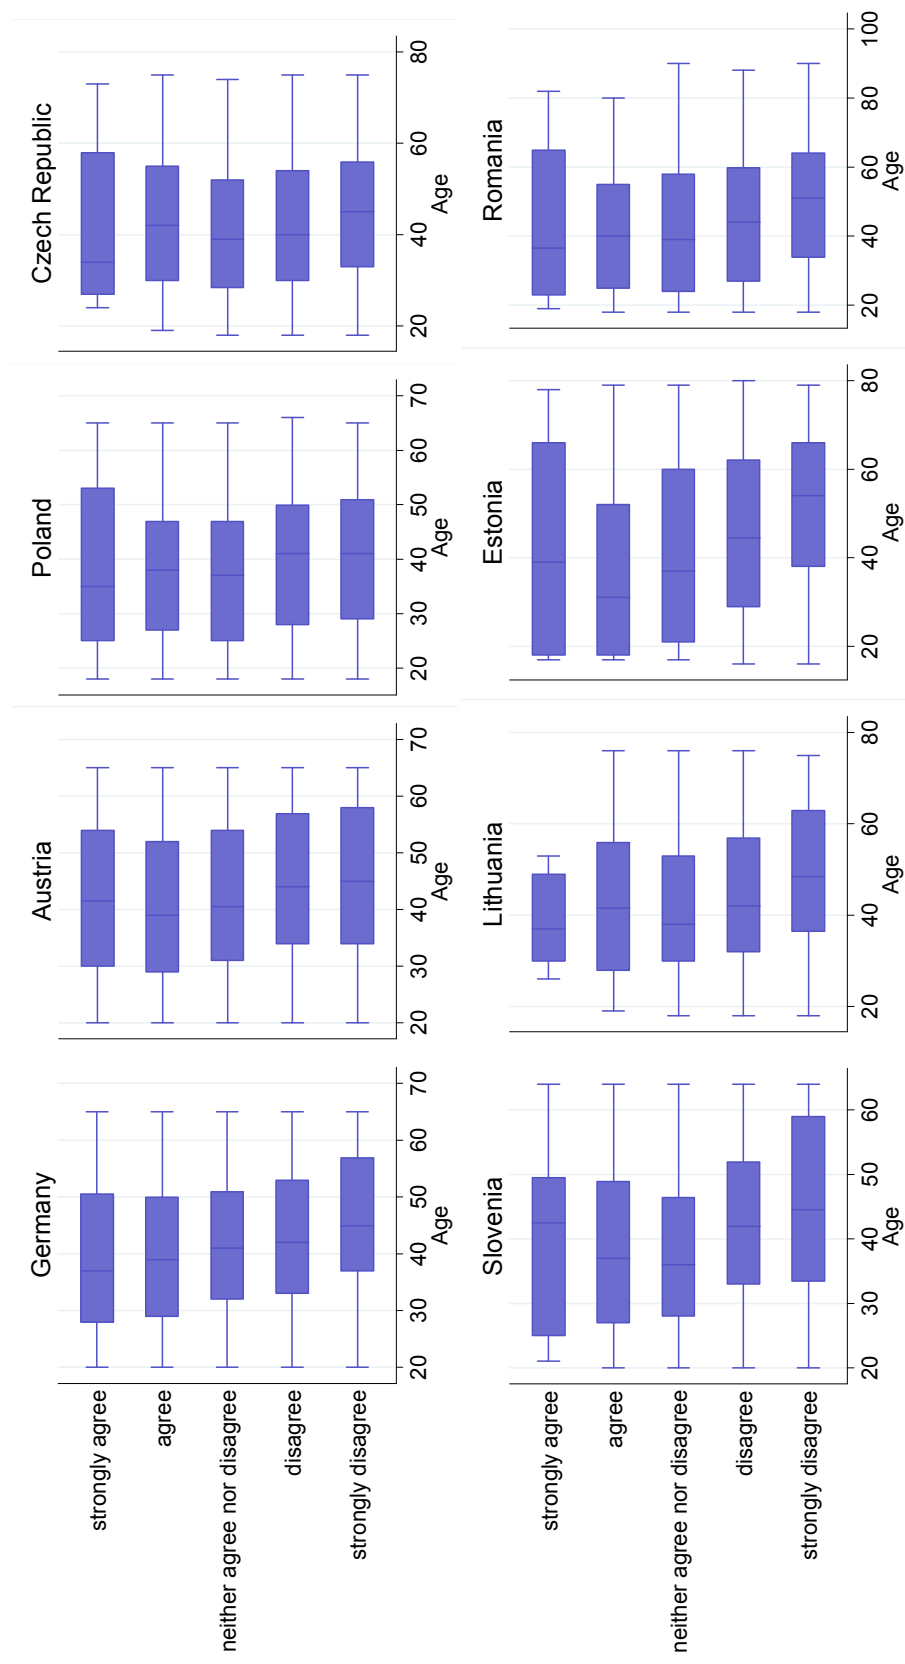 Germany
Austria
Poland
Czech Republic
strongly agree
agree
neither agree nor disagree
disagree
strongly disagree
20 30 40 50 60 70
Age
20 30 40 50 60 70
Age
20 30 40 50 60 70
Age
20 40 60 80
Age
Slovenia
Lithuania
Estonia
Romania
strongly agree
agree
neither agree nor disagree
disagree
strongly disagree
20 30 40 50 60
Age
20 40 60 80
Age
20 40 60 80
Age
20 40 60 80 100
Age